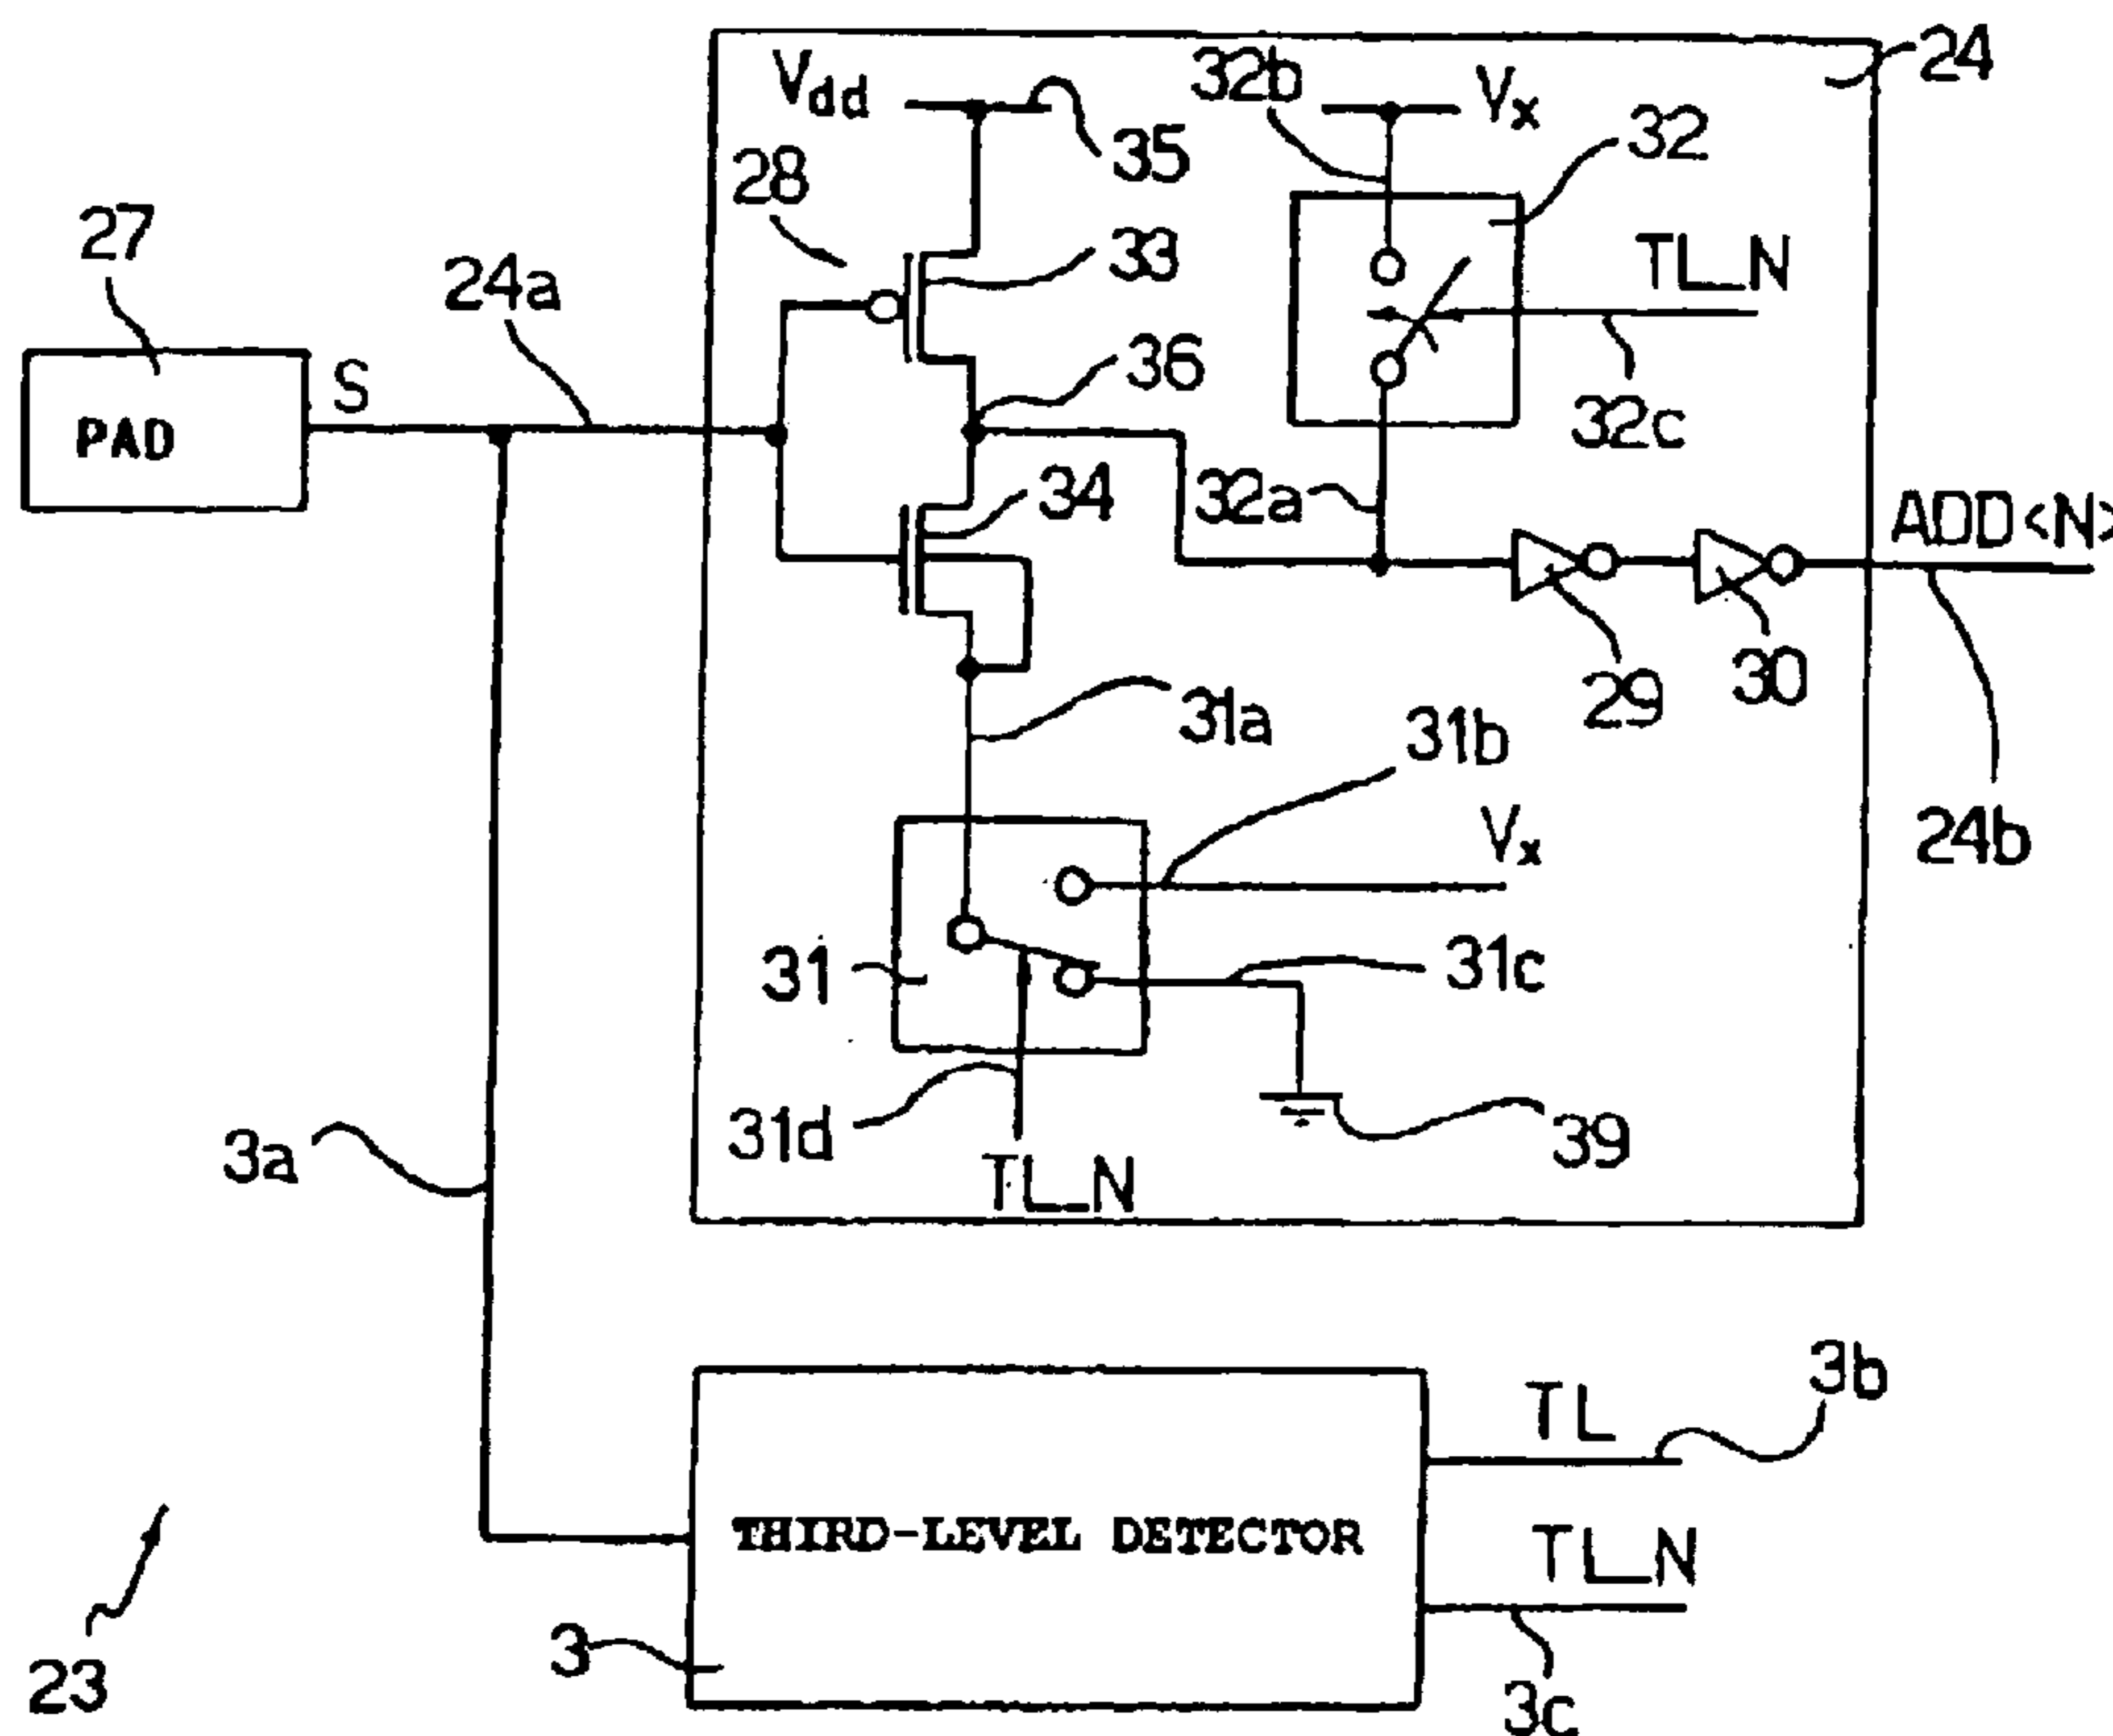 24
Vdd
32b
Vx
35
32
28
27
33
TL_N
24a
S
36
32c
PAD
34
32a
ADD<N>
29
30
31a
31b
Vx
24b
31
31c
31d
39
3a
TL_N
3b
TL
THIRD-LEVEL DETECTOR
TL_N
3
23
3c